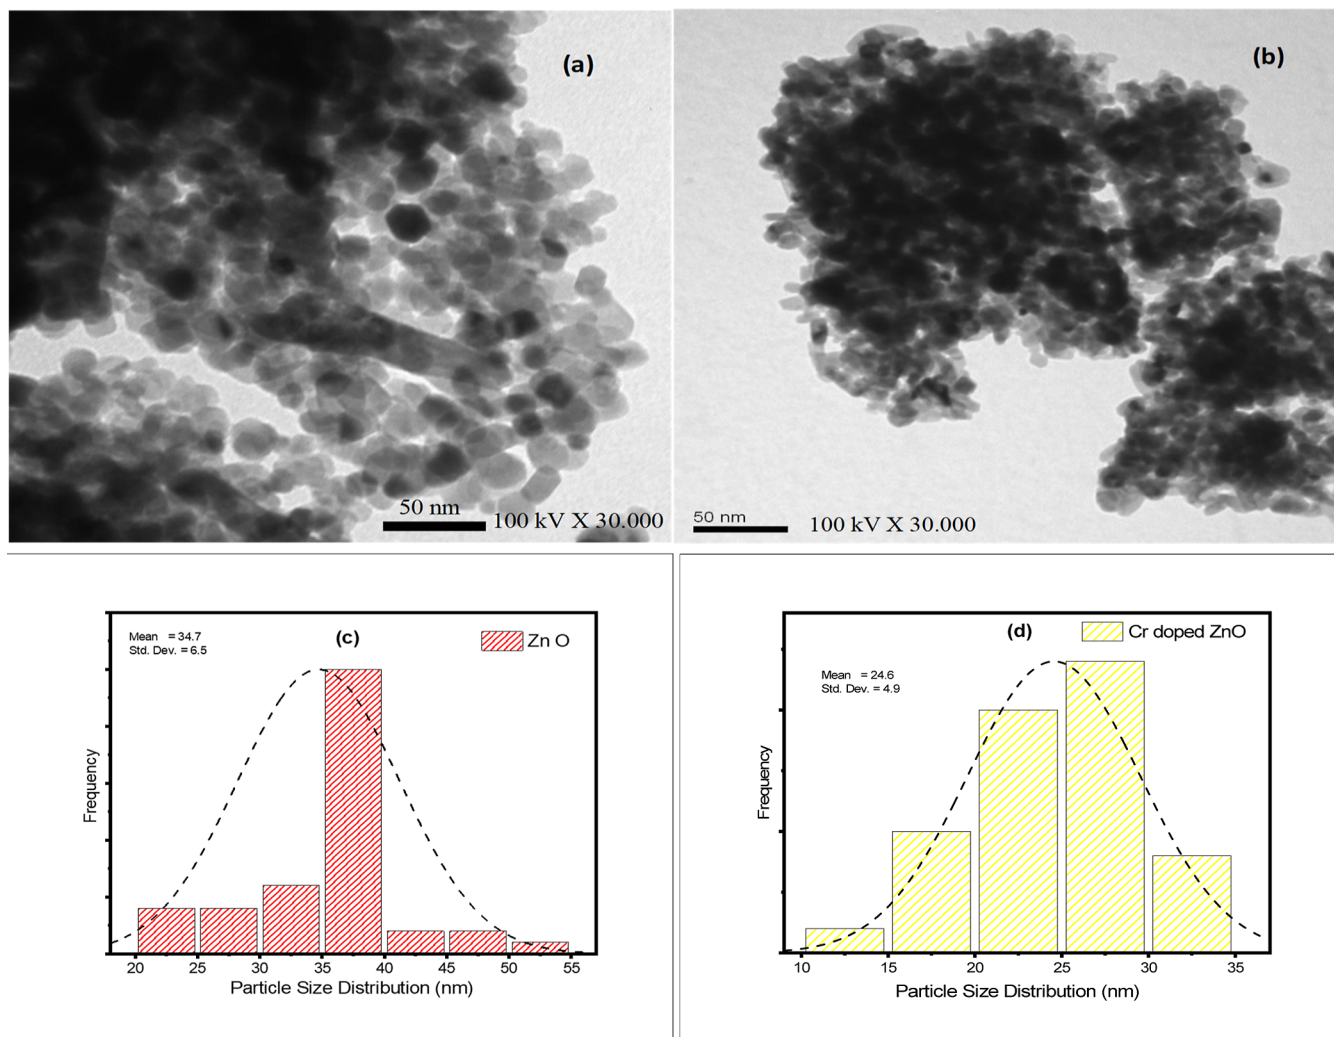 (a)
50 nm
100 kV X 30.000
(b)
50 nm
100 kV X 30.000
Mean = 34.7
Std. Dev. = 6.5
(c)
Zn O
Frequency
20 25 30 35 40 45 50 55
Particle Size Distribution (nm)
(d)
Cr doped ZnO
Mean = 24.6
Std. Dev. = 4.9
Frequency
10 15 20 25 30 35
Particle Size Distribution (nm)